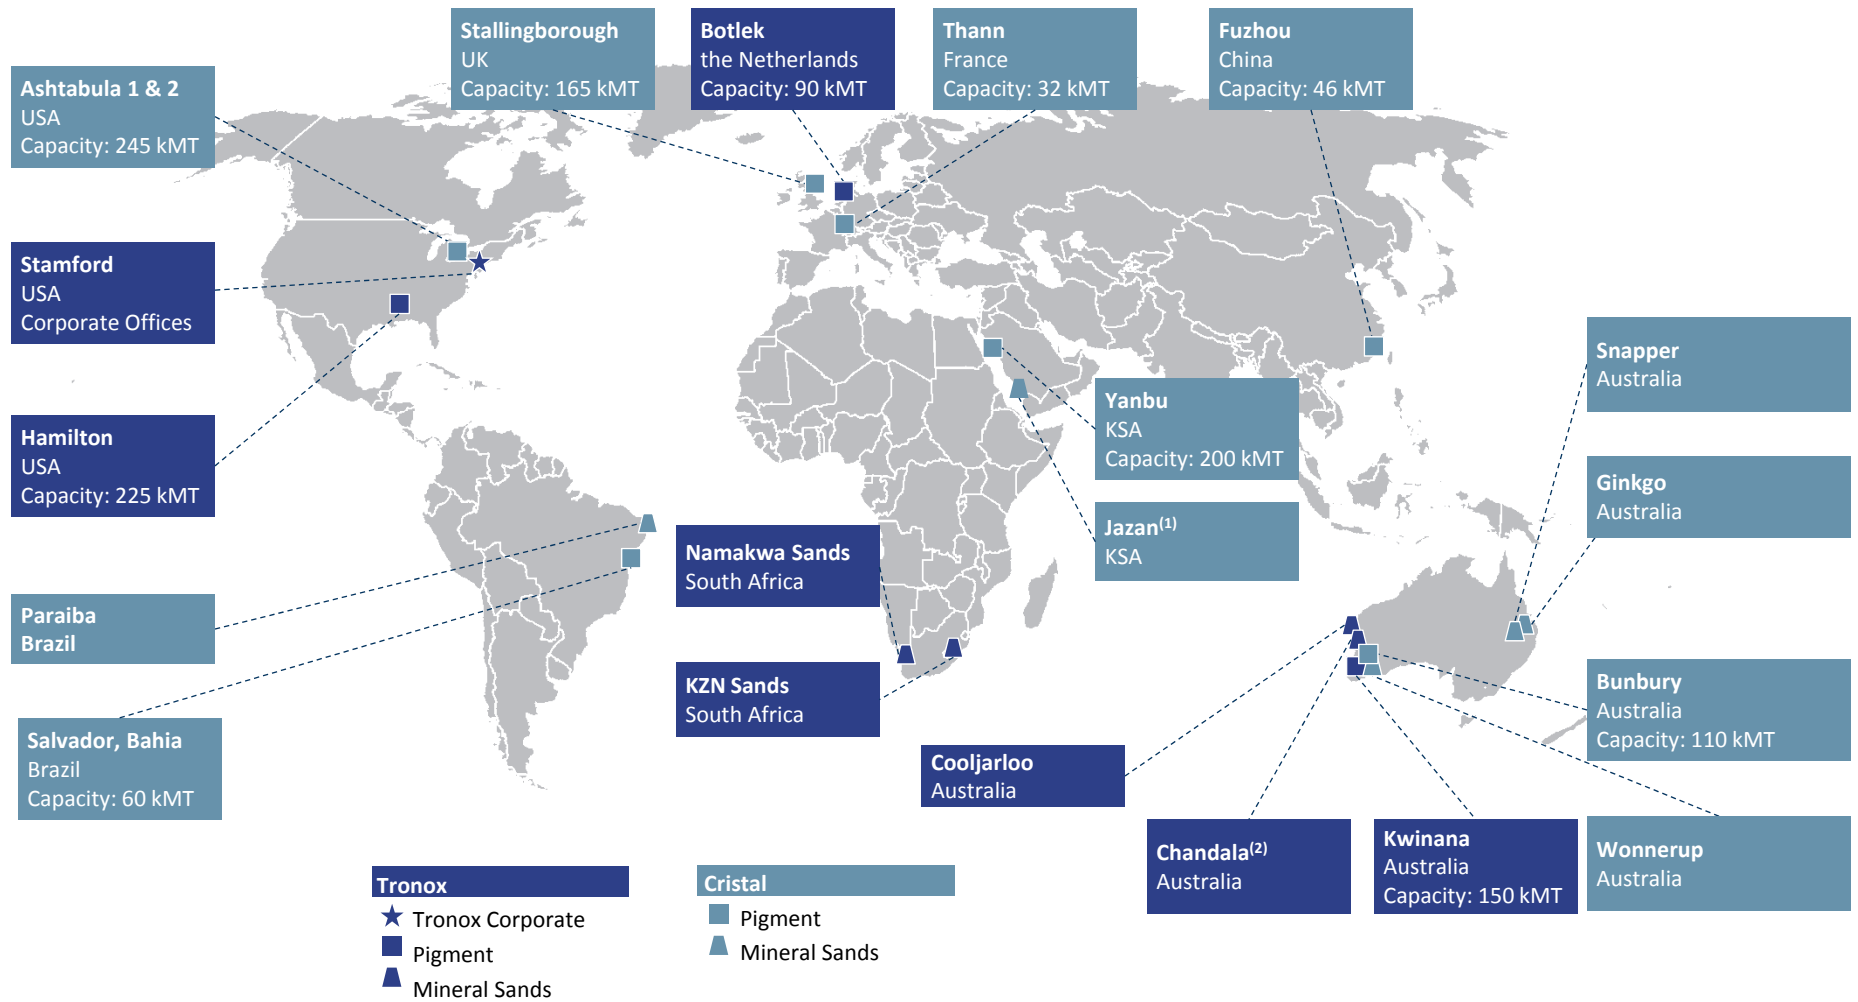 Stallingborough
UK
Capacity: 165 kMT
Botlek
the Netherlands
Capacity: 90 kMT
Thann
France
Capacity: 32 kMT
Fuzhou
China
Capacity: 46 kMT
Ashtabula 1 & 2
USA
Capacity: 245 kMT
Stamford
USA
Corporate Offices
Hamilton
USA
Capacity: 225 kMT
Snapper
Australia
Yanbu
KSA
Capacity: 200 kMT
Ginkgo
Australia
Jazan(1)
KSA
Namakwa Sands
South Africa
Paraiba
Brazil
KZN Sands
South Africa
Bunbury
Australia
Capacity: 110 kMT
Salvador, Bahia
Brazil
Capacity: 60 kMT
Cooljarloo
Australia
Chandala(2)
Australia
Kwinana
Australia
Capacity: 150 kMT
Wonnerup
Australia
Tronox
Tronox Corporate
Pigment
Mineral Sands
Cristal
Pigment
Mineral Sands